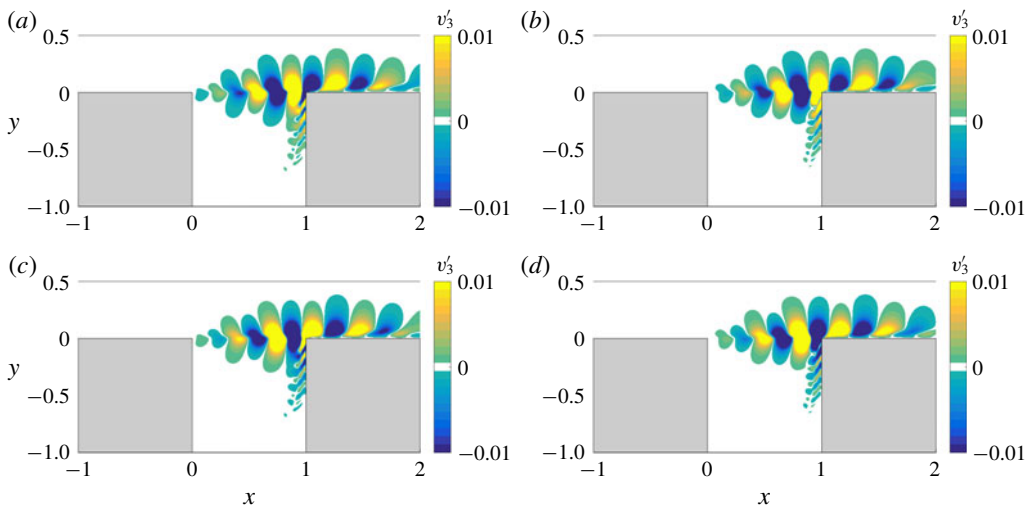 (a) v′3 (b) v′3
0.5 0.01 0.5 0.01
0 0 0 0
y
−0.5 −0.5
−1.0 −0.01 −1.0 −0.01
−1 0 1 2 −1 0 1 2
(c) v′3 (d) v′3
0.5 0.01 0.5 0.01
0 0 0 0
y
−0.5 −0.5
−1.0 −0.01 −1.0 −0.01
−1 0 1 2 −1 0 1 2
x x